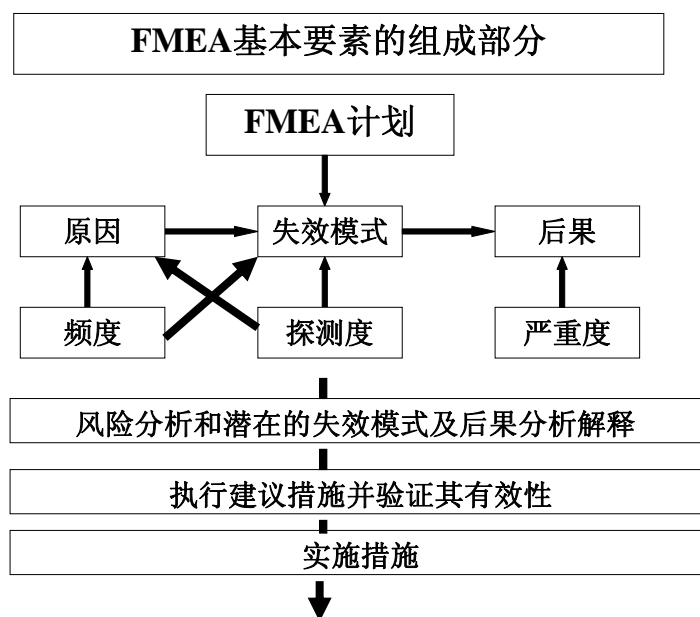 FMEA基本要素的组成部分
FMEA计划
原因
失效模式
后果
频度
探测度
严重度
风险分析和潜在的失效模式及后果分析解释
执行建议措施并验证其有效性
实施措施